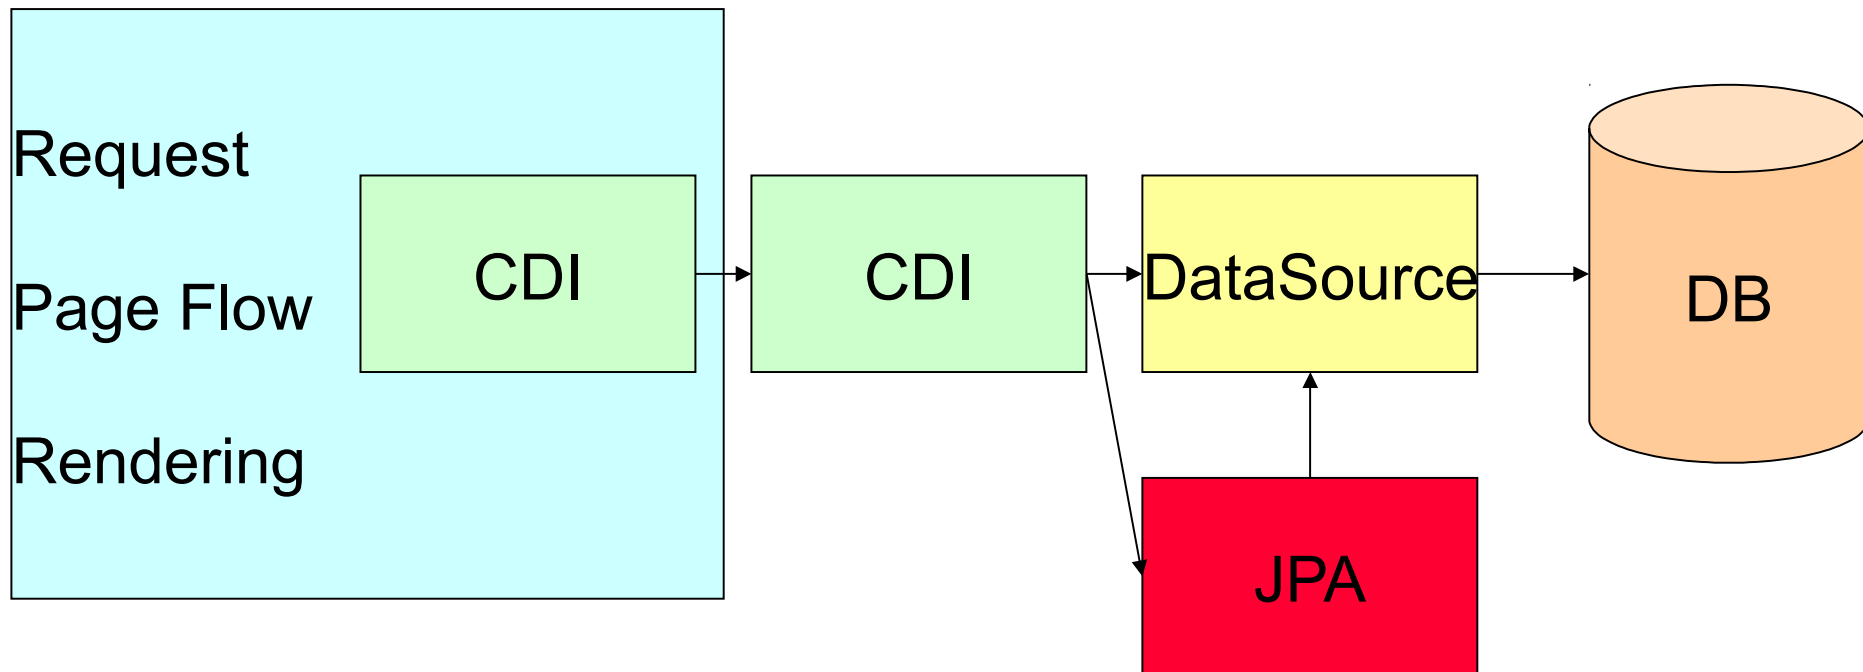 Request
Page Flow
Rendering
CDI
CDI
DataSource
DB
JPA